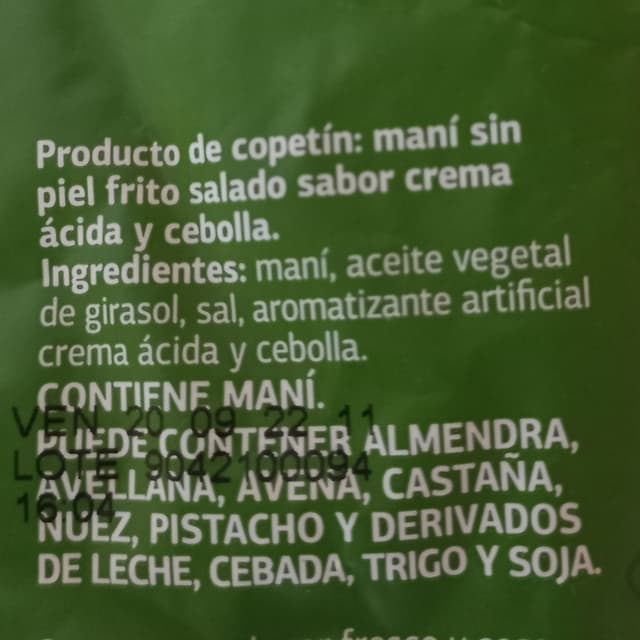 Producto de copetín: maní sin
piel frito salado sabor crema
ácida y cebolla.
Ingredientes: maní, aceite vegetal
de girasol, sal, aromatizante artificial
crema ácida y cebolla.
CONTIENE MANÍ.
VEN 20 09 22 11
PUEDE CONTENER ALMENDRA,
LOTE 9042100094
AVELLANA, AVENA, CASTAÑA,
16:04
NUEZ, PISTACHO Y DERIVADOS
DE LECHE, CEBADA, TRIGO Y SOJA.